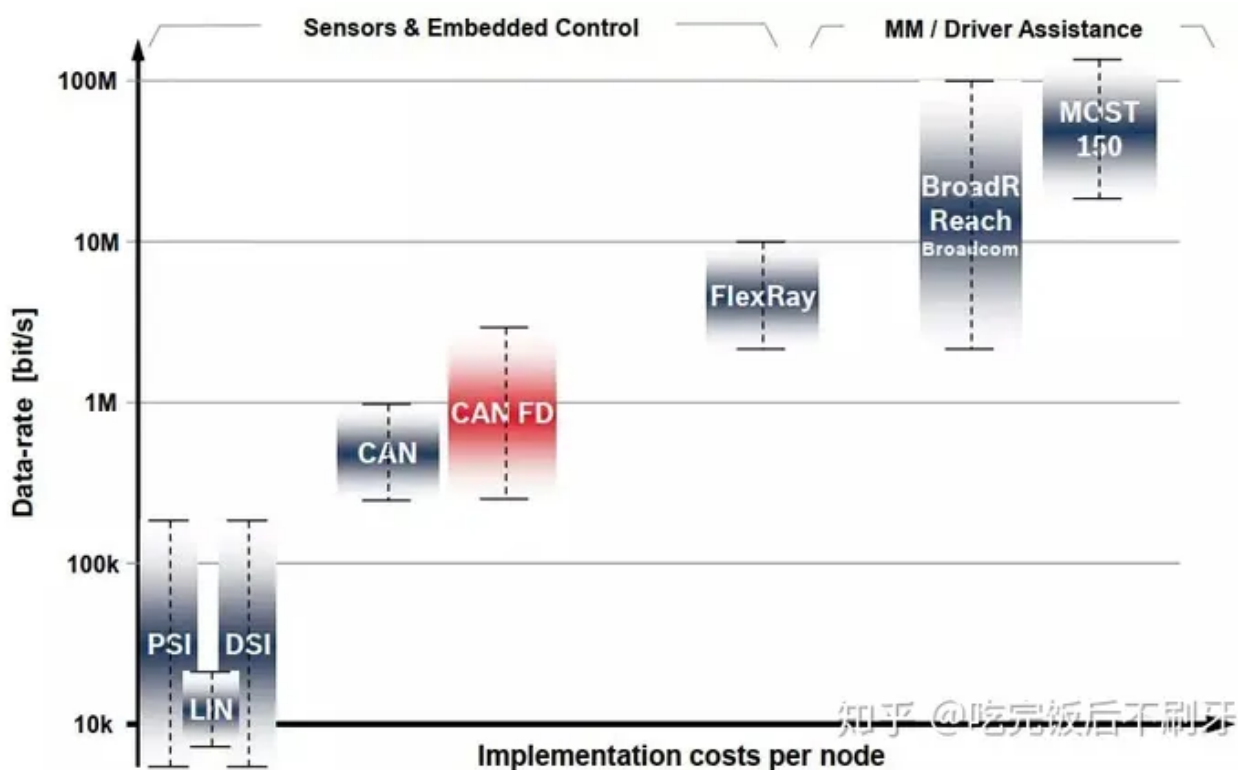 Sensors & Embedded Control
MM / Driver Assistance
100M
10M
1M
100k
10k
Data-rate [bit/s]
MOST
150
BroadR
Reach
Broadcom
FlexRay
CAN FD
CAN
PSI
DSI
LIN
知乎 @吃完饭后不刷牙
Implementation costs per node